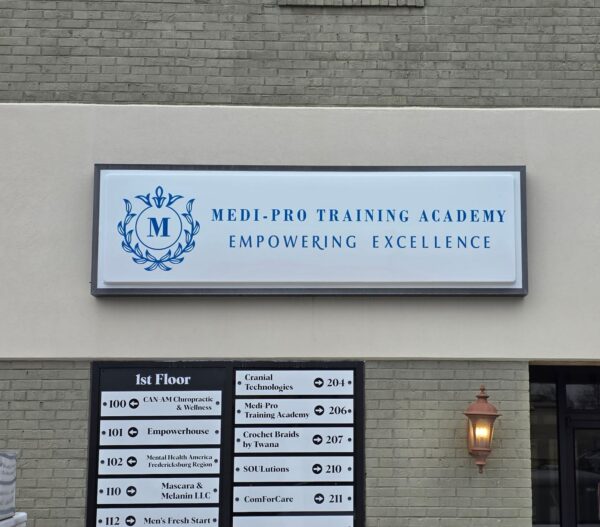 M
MEDI-PRO TRAINING ACADEMY
EMPOWERING EXCELLENCE
1st Floor
100 CAN-AM Chiropractic
& Wellness
101 Empowerhouse
102 Mental Health America
Fredericksburg Region
110 Mascara &
Melanin LLC
112 Men's Fresh Start
Cranial
Technologies 204
Medi-Pro
Training Academy 206
Crochet Braids
by Twana 207
SOULutions 210
ComForCare 211